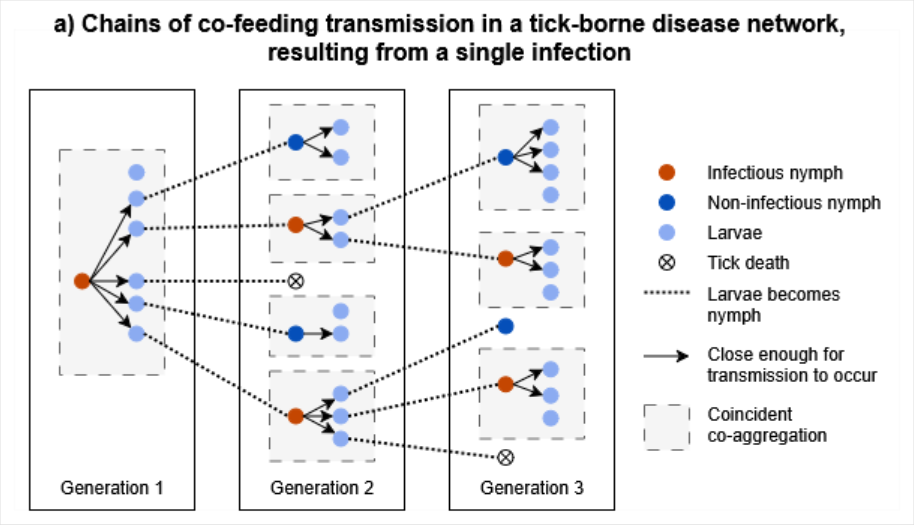 a) Chains of co-feeding transmission in a tick-borne disease network,
resulting from a single infection
Generation 1
Generation 2
Generation 3
Infectious nymph
Non-infectious nymph
Larvae
Tick death
Larvae becomes
nymph
Close enough for
transmission to occur
Coincident
co-aggregation